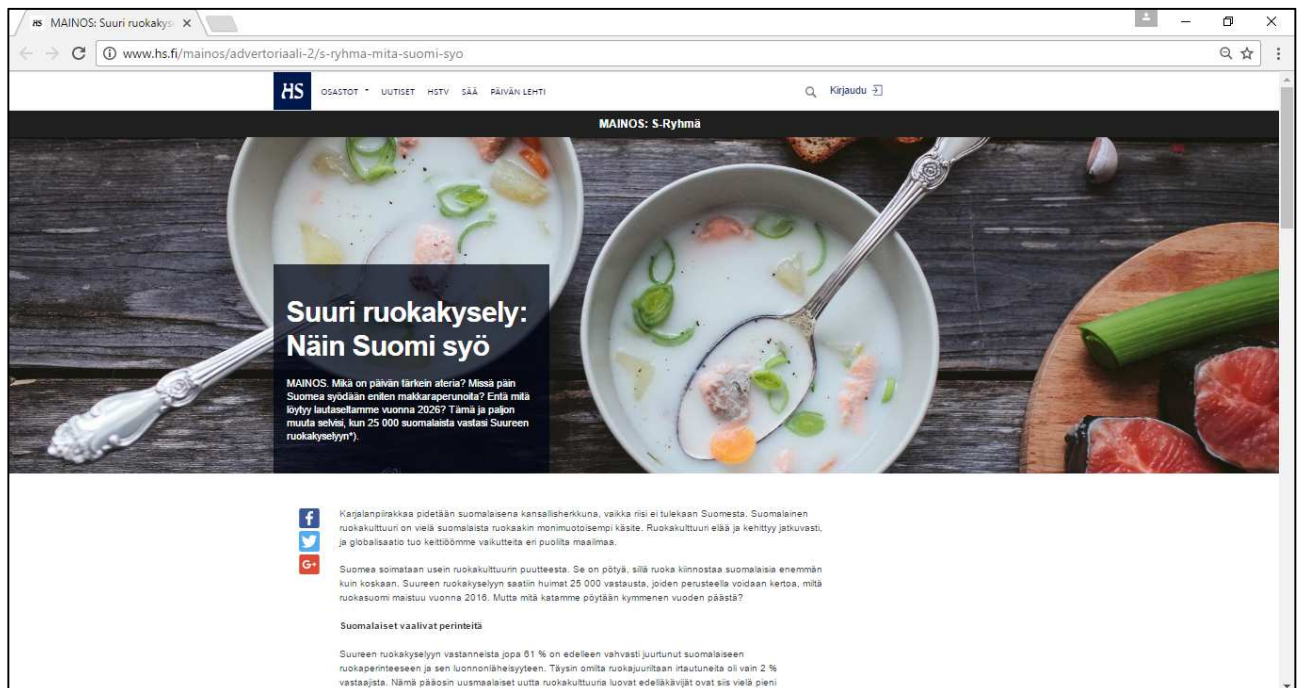 HS MAINOS: Suuri ruokakys
www.hs.fi/mainos/advertoriaali-2/s-ryhma-mita-suomi-syo
HS OSASTOT UUTISET HSTV SÄÄ PÄIVÄN LEHTI Kirjaudu
MAINOS: S-Ryhmä
Suuri ruokakysely:
Näin Suomi syö
MAINOS. Mikä on päivän tärkein ateria? Missä päin
Suomea syödään eniten makkaraperunoita? Entä mitä
löytyy lautaseltamme vuonna 2026? Tämä ja paljon
muuta selvisi, kun 25 000 suomalaista vastasi Suureen
ruokakyselyyn*).
f
G+
Karjalanpiirakkaa pidetään suomalaisena kansallisherkkuna, vaikka riisi ei tulekaan Suomesta. Suomalainen
ruokakulttuuri on vielä suomalaista ruokaakin monimuotoisempi käsite. Ruokakulttuuri elää ja kehittyy jatkuvasti,
ja globalisaatio tuo keittiöömme vaikutteita eri puolilta maailmaa.
Suomea soimataan usein ruokakulttuurin puutteesta. Se on pötyä, sillä ruoka kiinnostaa suomalaisia enemmän
kuin koskaan. Suureen ruokakyselyyn saatiin huimat 25 000 vastausta, joiden perusteella voidaan kertoa, miltä
ruokasuomi maistuu vuonna 2016. Mutta mitä katamme pöytään kymmenen vuoden päästä?
Suomalaiset vaalivat perinteitä
Suureen ruokakyselyyn vastanneista jopa 61 % on edelleen vahvasti juurtunut suomalaiseen
ruokaperinteeseen ja sen luonnonläheisyyteen. Täysin omilta ruokajuuriltaan irtautuneita oli vain 2 %
vastaajista. Nämä pääosin uusmaalaiset uutta ruokakulttuuria luovat edelläkävijät ovat siis vielä pieni